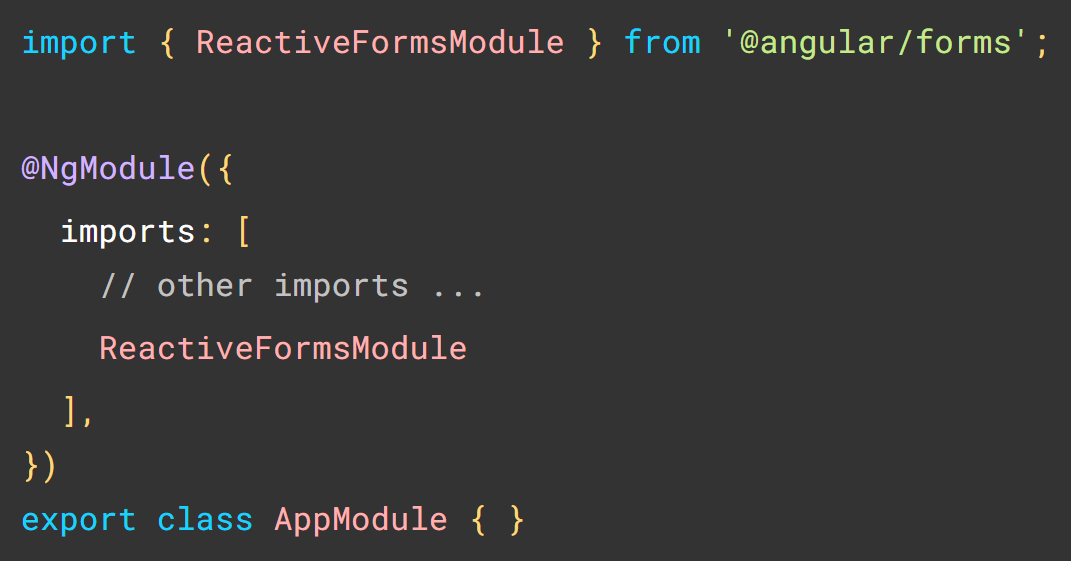 import { ReactiveFormsModule } from '@angular/forms';
@NgModule({
  imports: [
    // other imports ...
    ReactiveFormsModule
  ],
})
export class AppModule { }